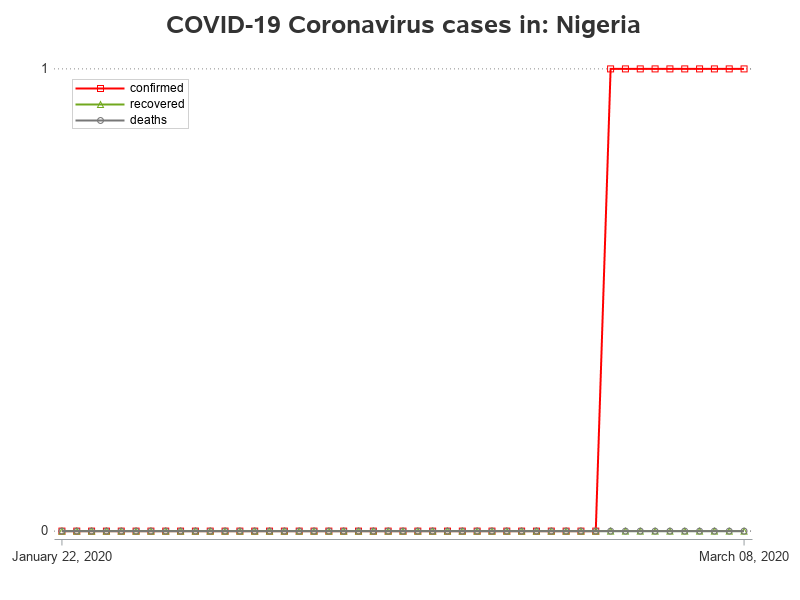 COVID-19 Coronavirus cases in: Nigeria
1
confirmed
recovered
deaths
0
January 22, 2020
March 08, 2020